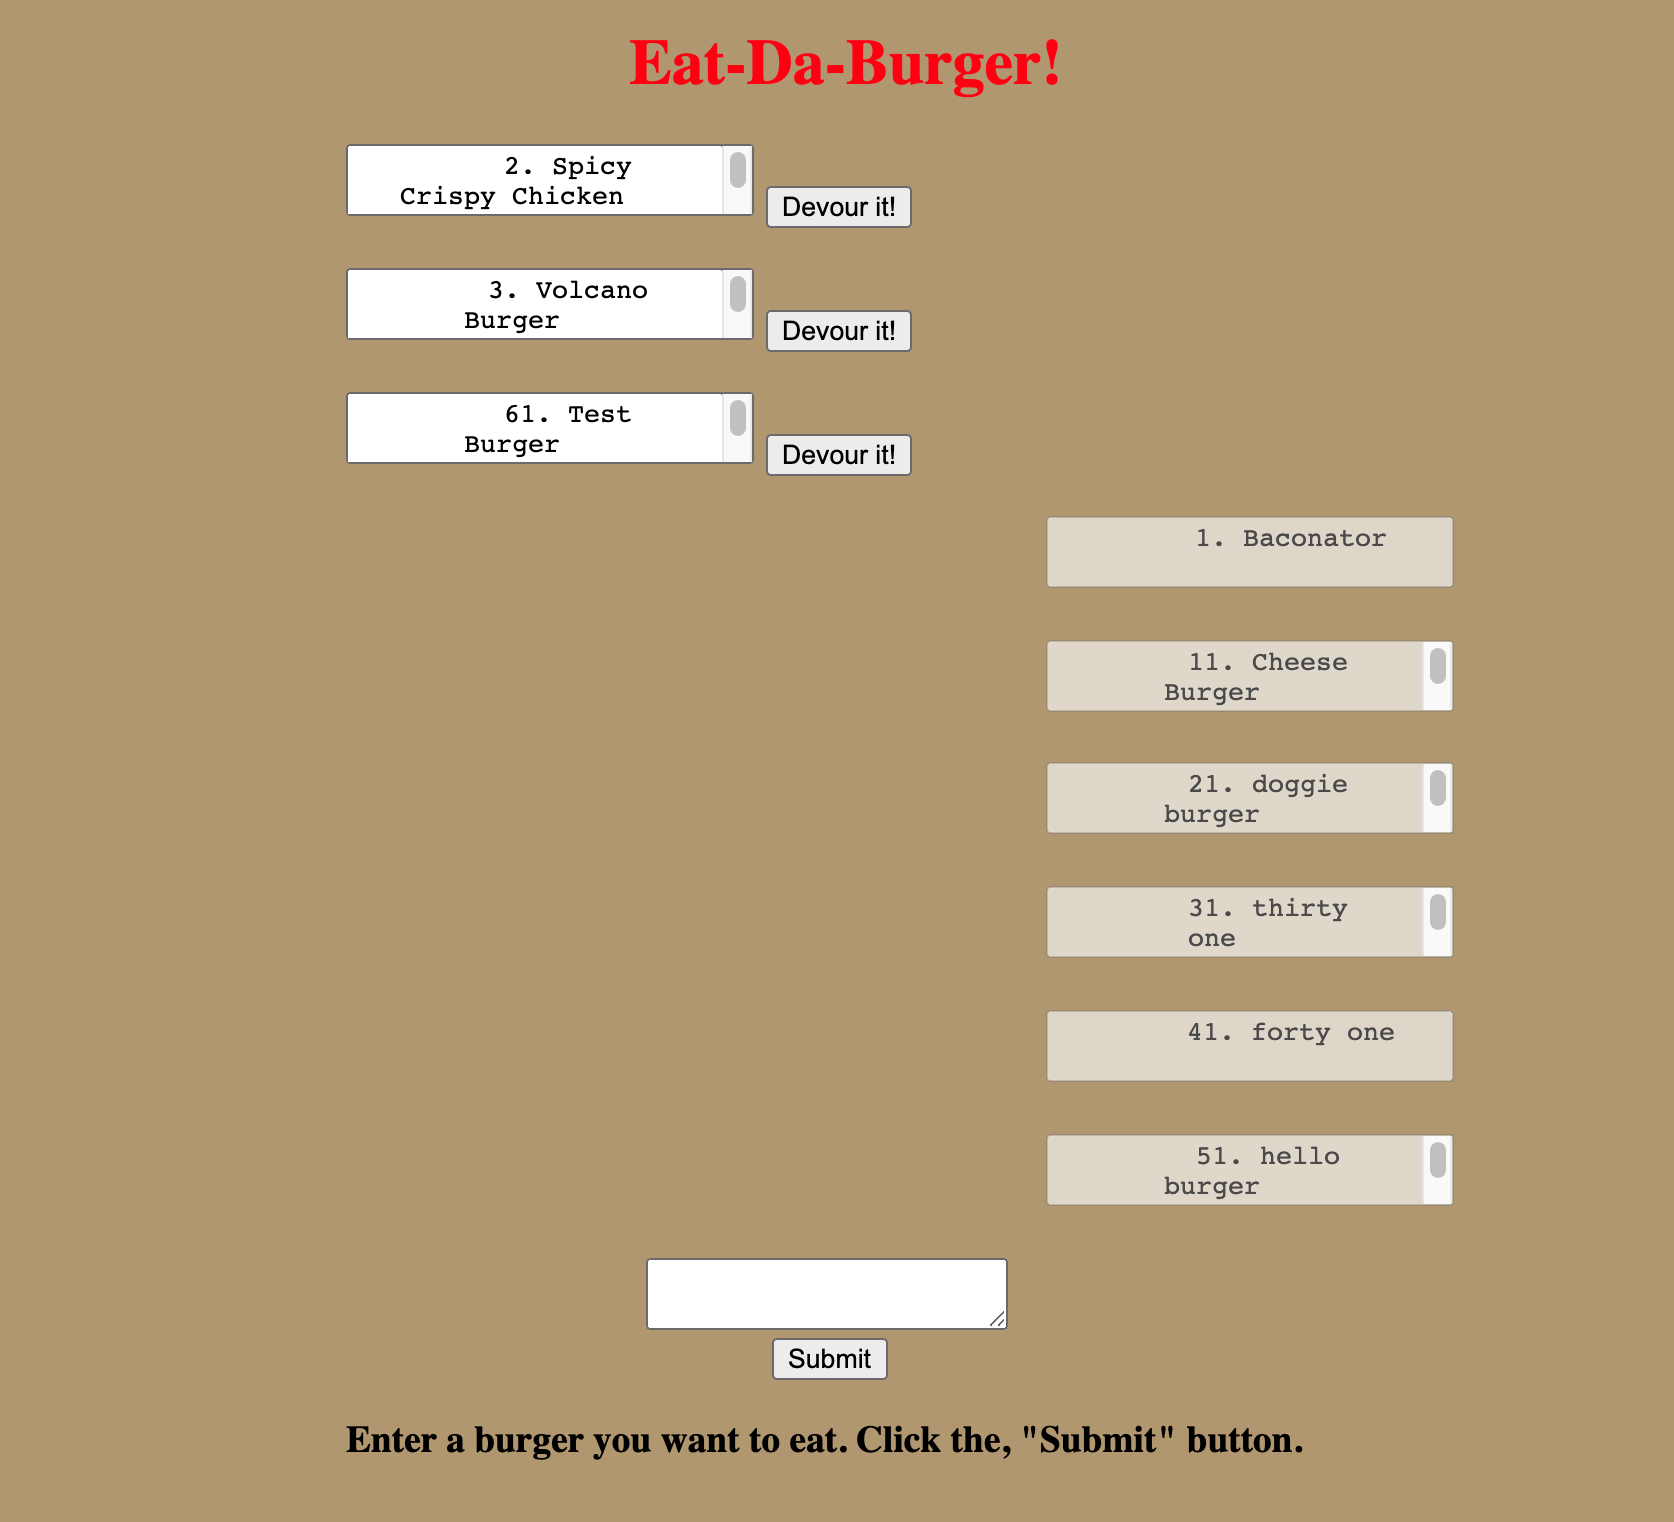 Eat-Da-Burger!
2. Spicy
Crispy Chicken
Devour it!
3. Volcano
Burger
Devour it!
61. Test
Burger
Devour it!
1. Baconator
11. Cheese
Burger
21. doggie
burger
31. thirty
one
41. forty one
51. hello
burger
Submit
Enter a burger you want to eat. Click the, "Submit" button.